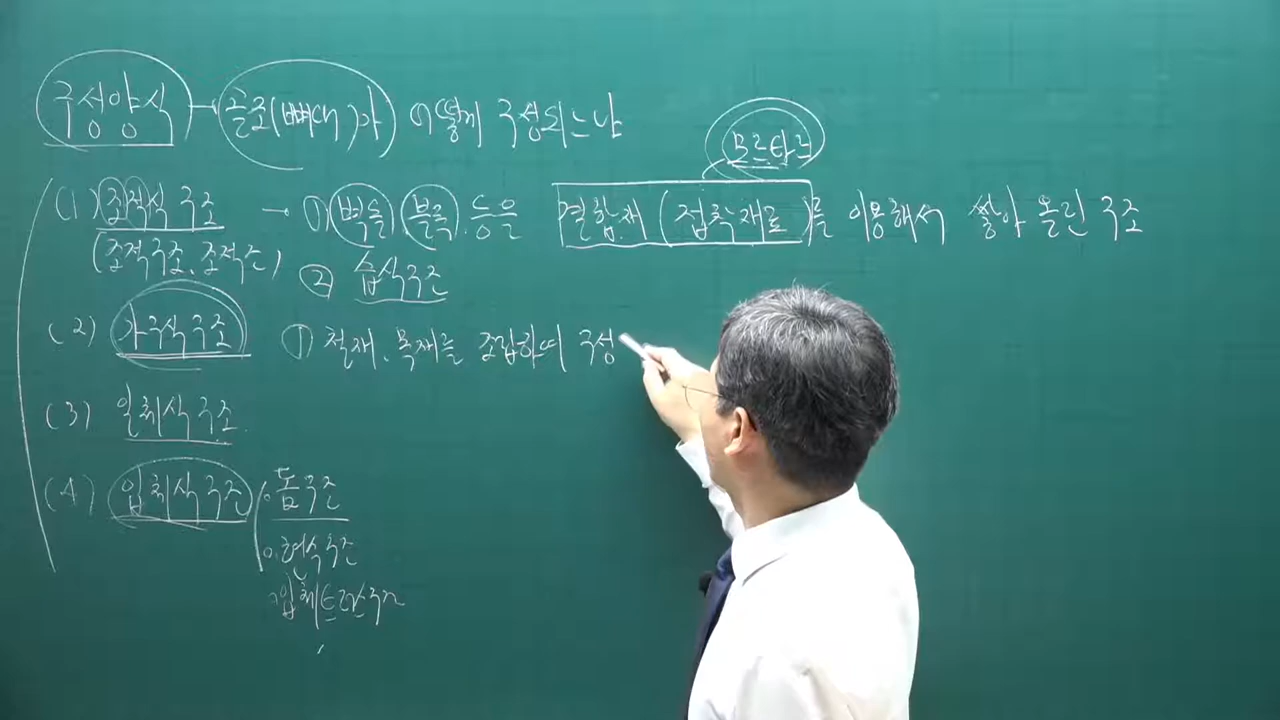 구성양식 - 골조(뼈대)가 어떻게 구성되느냐
모르타르
(1) 조적식 구조 → ① 벽돌 블록 등을 결합재 (접착재료)를 이용해서 쌓아 올린 구조
(조적구조, 조적조) ② 습식구조
(2) 가구식구조 ① 철재, 목재를 조립하여 구성
(3) 일체식 구조
(4) 입체식 구조 돔구조
현수구조
입체트러스구조